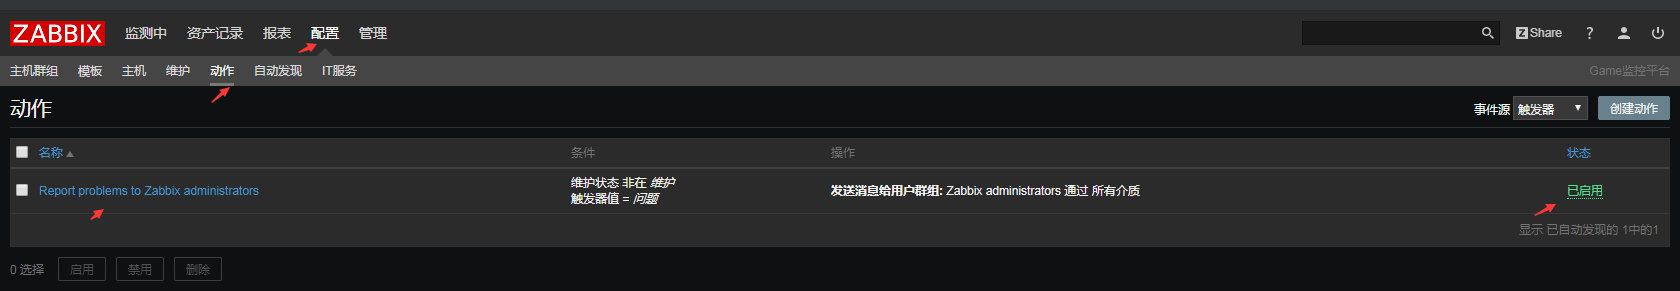 ZABBIX 监测中 资产记录 报表 配置 管理 Z Share ?
主机群组 模板 主机 维护 动作 自动发现 IT服务 Game监控平台
动作 事件源 触发器 创建动作
名称 条件 操作 状态
Report problems to Zabbix administrators 维护状态 非在 维护 发送消息给用户群组: Zabbix administrators 通过 所有介质 已启用
触发器值 = 问题
显示 已自动发现的 1中的1
0 选择 启用 禁用 删除